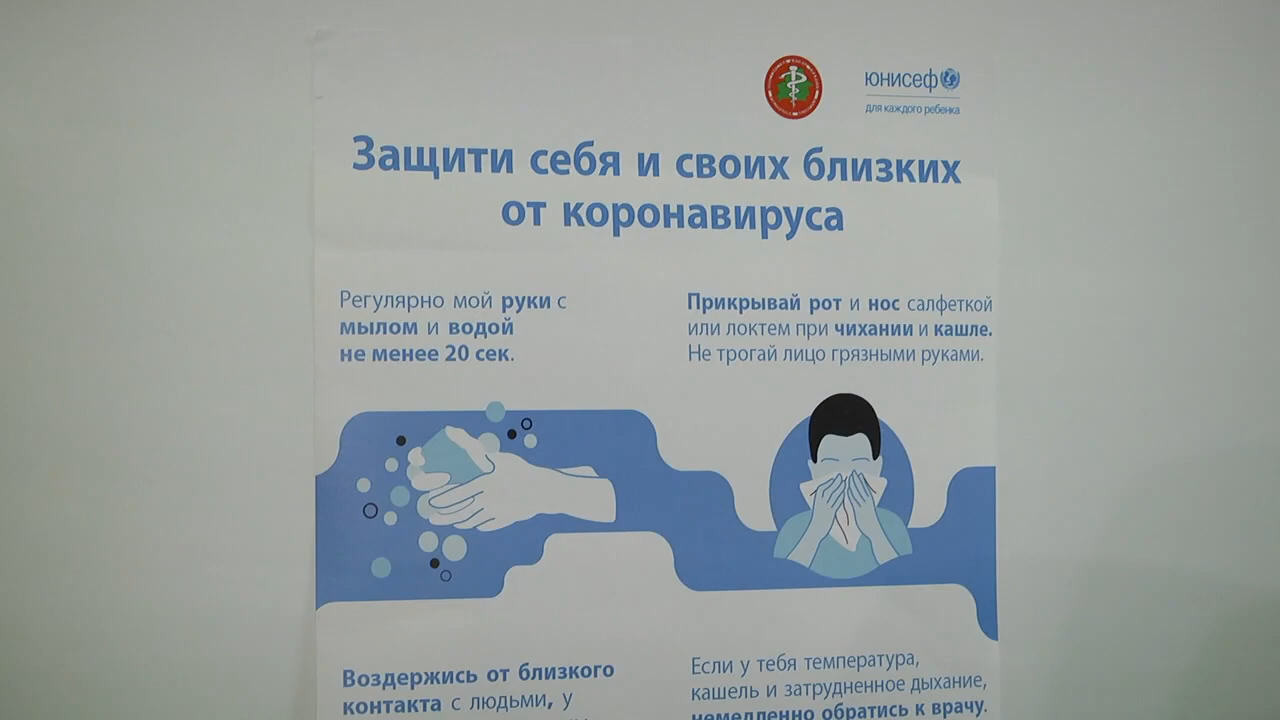 юнисеф
для каждого ребенка
Защити себя и своих близких
от коронавируса
Регулярно мой руки с
мылом и водой
не менее 20 сек.
Прикрывай рот и нос салфеткой
или локтем при чихании и кашле.
Не трогай лицо грязными руками.
Воздержись от близкого
контакта с людьми, у
Если у тебя температура,
кашель и затрудненное дыхание,
немедленно обратись к врачу.